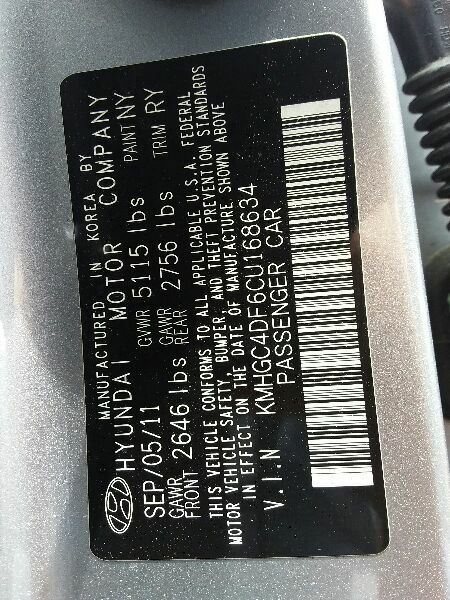 MANUFACTURED IN KOREA BY
HYUNDAI MOTOR COMPANY
SEP/05/11 GVWR 5115 lbs PAINT NY
GAWR FRONT 2646 lbs GAWR REAR 2756 lbs TRIM RY
THIS VEHICLE CONFORMS TO ALL APPLICABLE U.S.A. FEDERAL
MOTOR VEHICLE SAFETY, BUMPER, AND THEFT PREVENTION STANDARDS
IN EFFECT ON THE DATE OF MANUFACTURE SHOWN ABOVE
V.I.N KMHGC4DF6CU168634
PASSENGER CAR